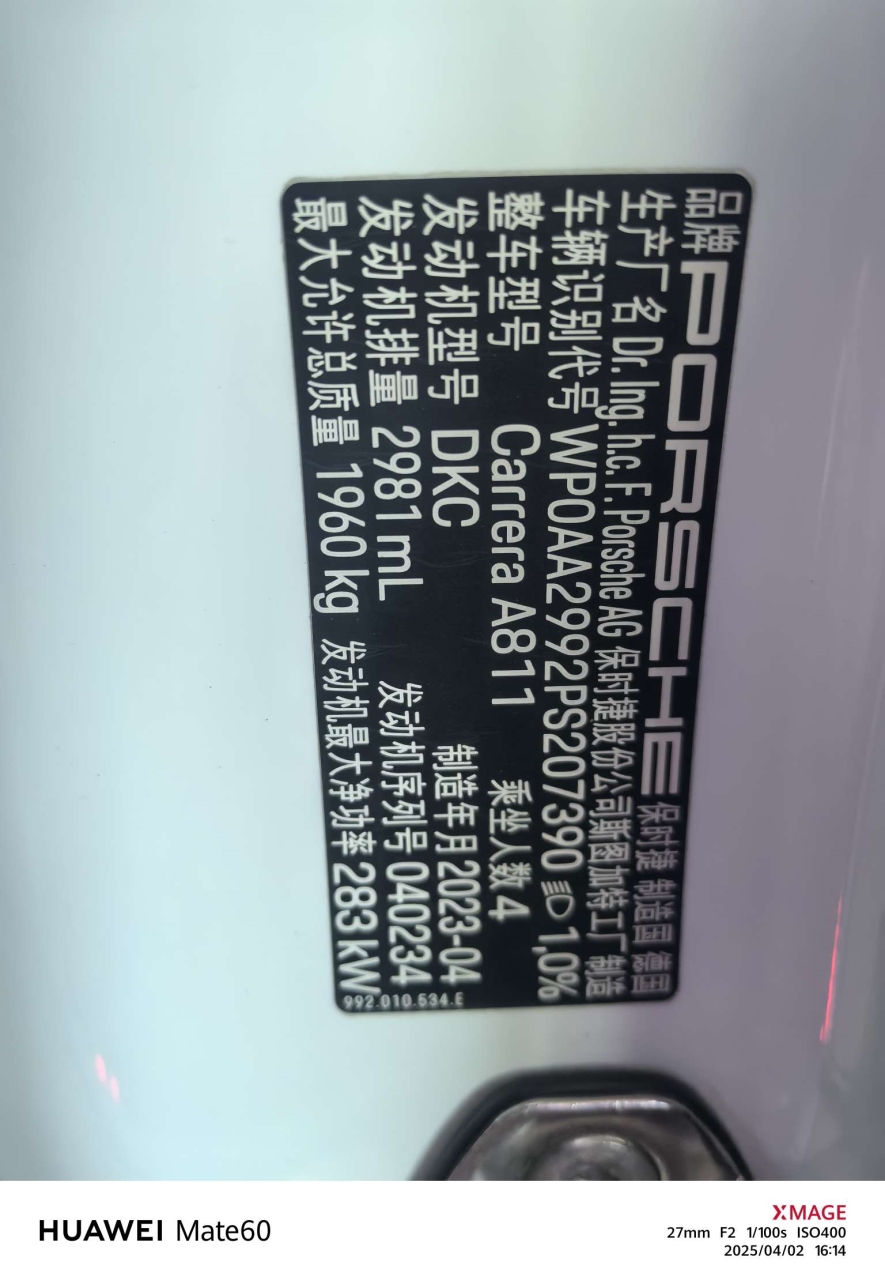 品牌 PORSCHE 保时捷 制造国 德国
生产厂名 Dr. Ing. h.c. F. Porsche AG 保时捷股份公司斯图加特工厂制造
车辆识别代号 WP0AA2992PS207390 1,0%
整车型号 Carrera A811 乘坐人数 4
发动机型号 DKC 制造年月 2023-04
发动机排量 2981 mL 发动机序列号 040234
最大允许总质量 1960 kg 发动机最大净功率 283 kW
992.010.534.E
HUAWEI Mate60
XMAGE
27mm F2 1/100s ISO400
2025/04/02 16:14